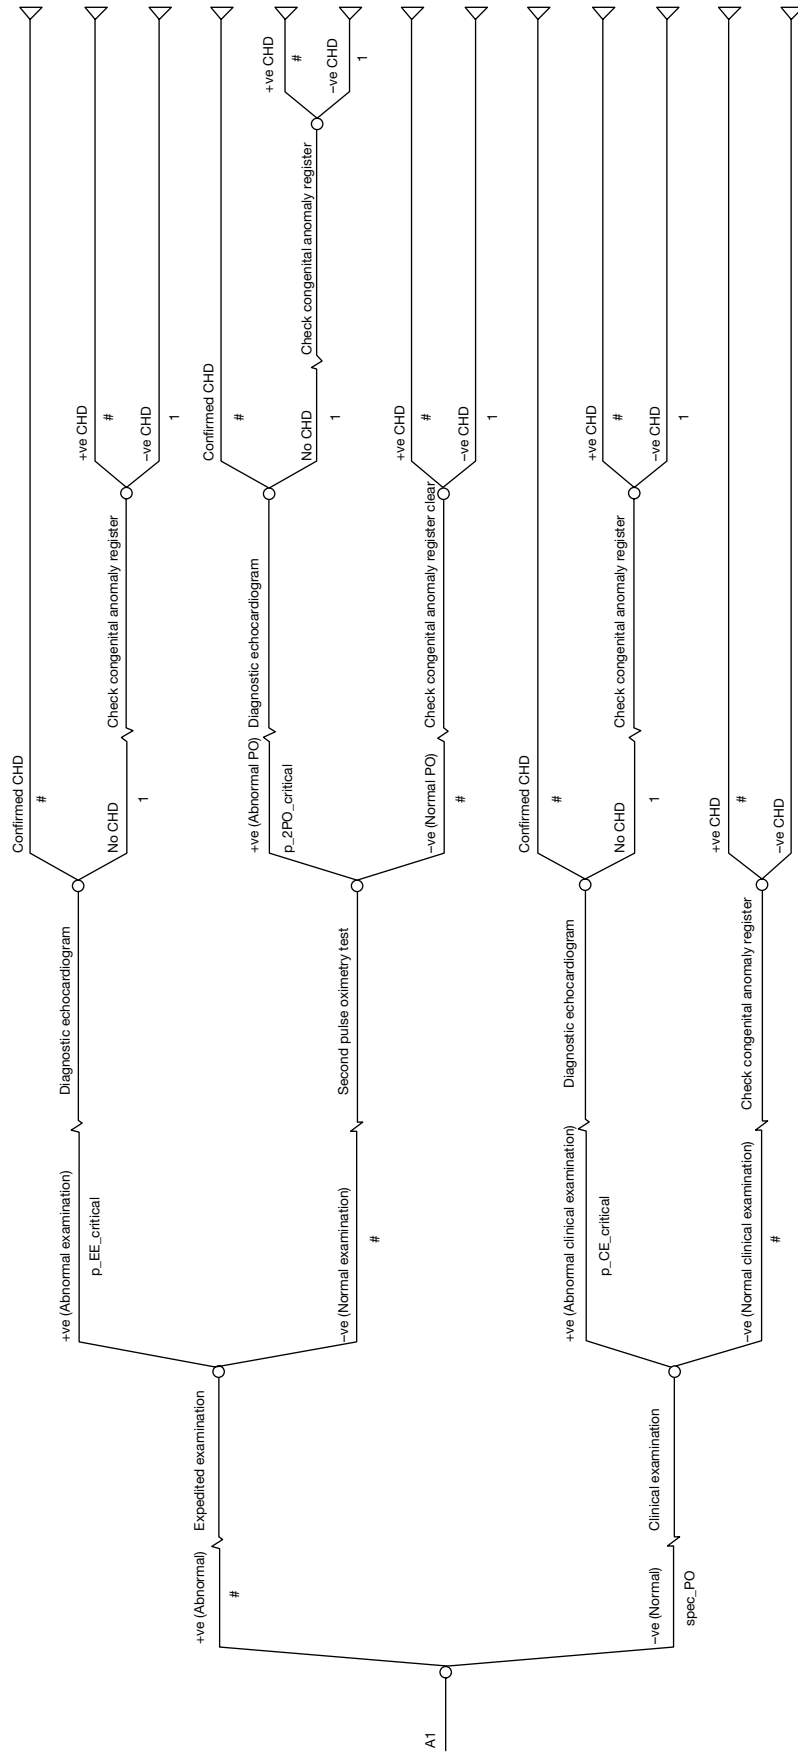 A1
+ve (Abnormal)
#
Expedited examination
+ve (Abnormal examination)
p_EE_critical
Diagnostic echocardiogram
Confirmed CHD
#
No CHD
1
Check congenital anomaly register
+ve CHD
#
−ve CHD
1
−ve (Normal examination)
#
Second pulse oximetry test
+ve (Abnormal PO)
p_2PO_critical
Diagnostic echocardiogram
Confirmed CHD
#
No CHD
1
Check congenital anomaly register
+ve CHD
#
−ve CHD
1
−ve (Normal PO)
#
Check congenital anomaly register clear
+ve CHD
#
−ve CHD
1
−ve (Normal)
spec_PO
Clinical examination
+ve (Abnormal clinical examination)
p_CE_critical
Diagnostic echocardiogram
Confirmed CHD
#
No CHD
1
Check congenital anomaly register
+ve CHD
#
−ve CHD
1
−ve (Normal clinical examination)
#
Check congenital anomaly register
+ve CHD
#
−ve CHD